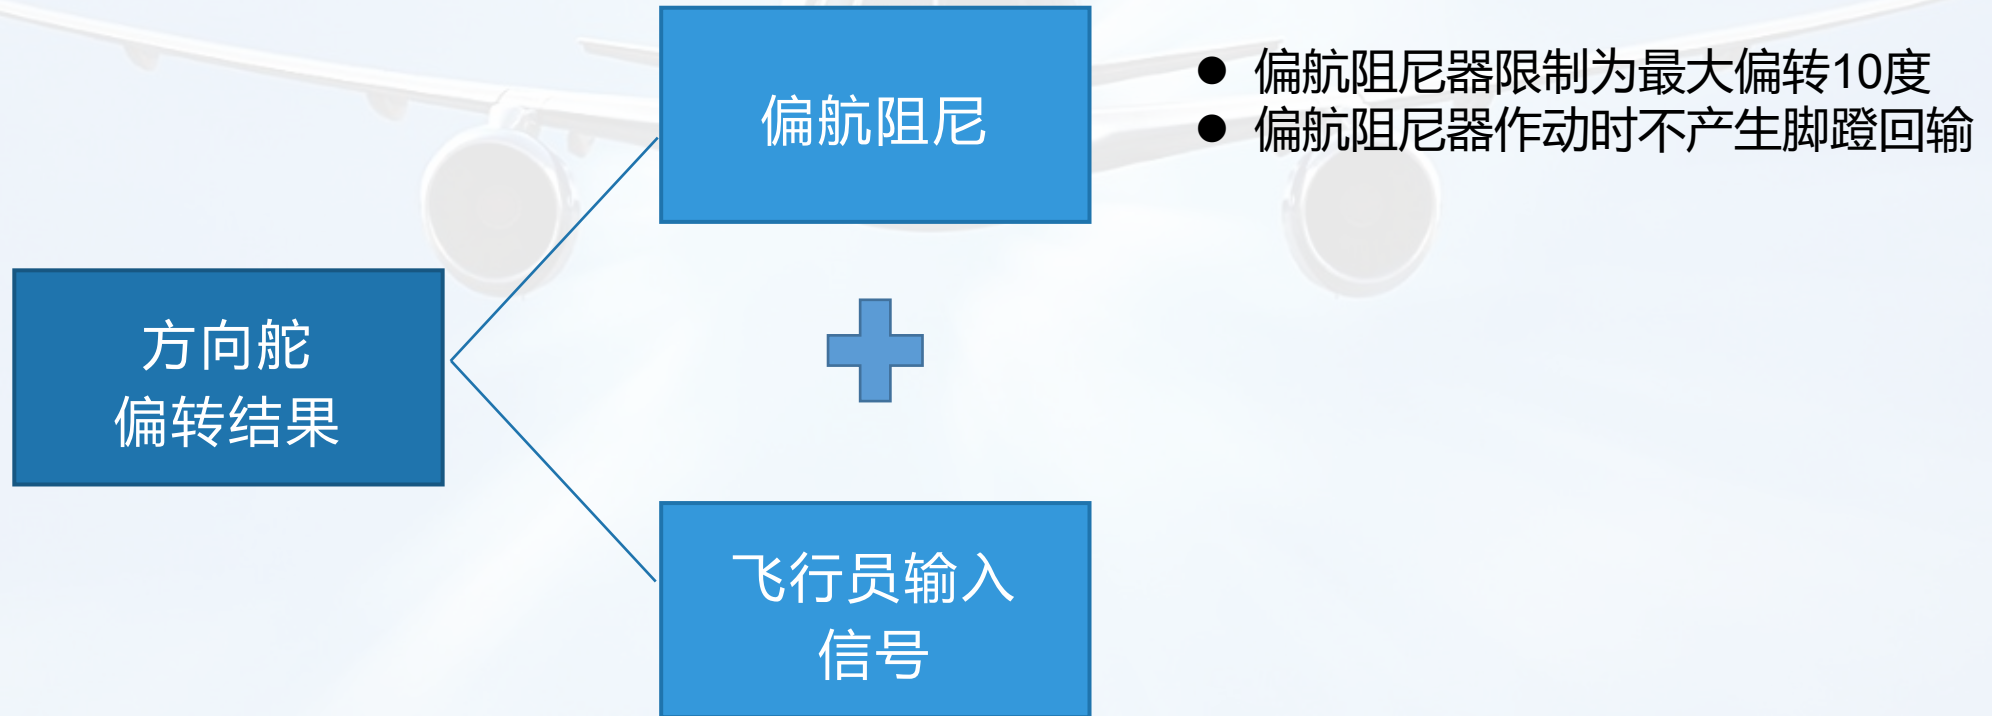 偏航阻尼
● 偏航阻尼器限制为最大偏转10度
● 偏航阻尼器作动时不产生脚蹬回输
方向舵
偏转结果
飞行员输入
信号